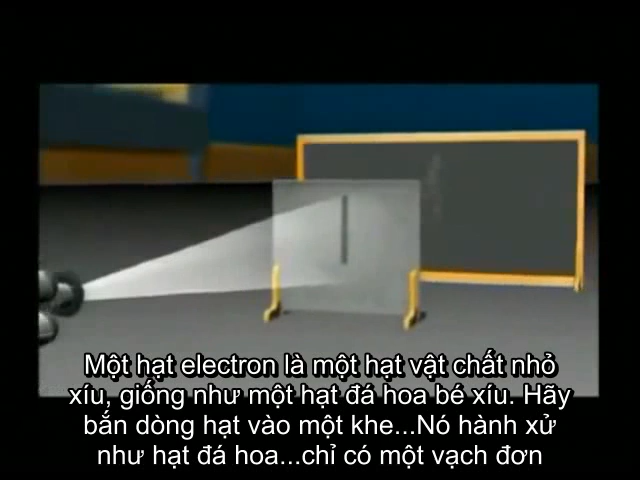 Một hạt electron là một hạt vật chất nhỏ
xíu, giống như một hạt đá hoa bé xíu. Hãy
bắn dòng hạt vào một khe...Nó hành xử
như hạt đá hoa...chỉ có một vạch đơn